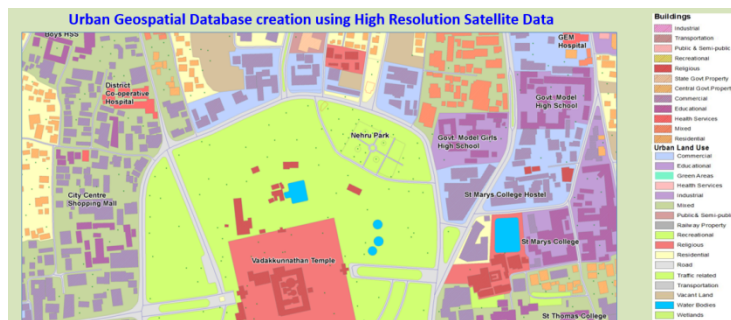 Urban Geospatial Database creation using High Resolution Satellite Data
Boys HSS
GEM
Hospital
District
Co-operative
Hospital
Govt. Model
High School
Nehru Park
Govt. Model Girls
High School
City Centre
Shopping Mall
St Marys College Hostel
St Marys College
Vadakkunnathan Temple
St Thomas College
Buildings
Industrial
Transportation
Public & Semi-public
Recreational
Religious
State Govt Property
Central Govt Property
Commercial
Educational
Health Services
Mixed
Residential
Urban Land Use
Commercial
Educational
Green Areas
Health Services
Industrial
Mixed
Public& Semi-publi
Railway Property
Recreational
Religious
Residential
Road
Traffic related
Transportation
Vacant Land
Water Bodies
Wetlands